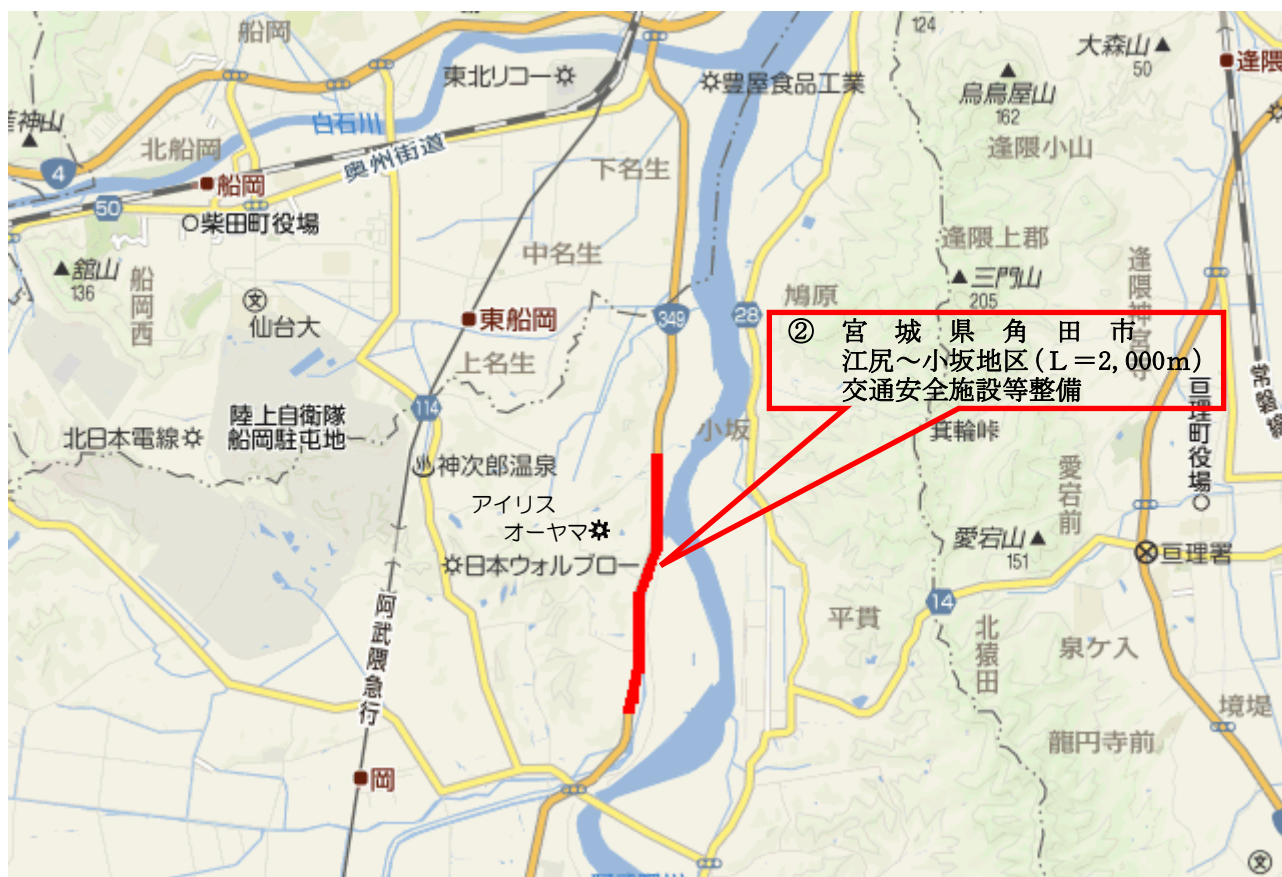 船岡
124
大森山
50
逢隈
東北リコー
豊屋食品工業
烏鳥屋山
162
神山
白石川
北船岡
奥州街道
下名生
逢隈小山
4
船岡
50
柴田町役場
中名生
逢隈上郡
舘山
136
船岡西
三門山
205
逢隈神宮寺
鳩原
仙台大
東船岡
349
28
上名生
② 宮城県角田市
江尻~小坂地区(L=2,000m)
交通安全施設等整備
常磐線
亘理町役場
114
陸上自衛隊
船岡駐屯地
北日本電線
小坂
箕輪峠
神次郎温泉
愛宕前
アイリス
オーヤマ
愛宕山
151
亘理署
日本ウォルブロー
14
阿武隈急行
平貫
北猿田
泉ケ入
境堤
龍円寺前
岡